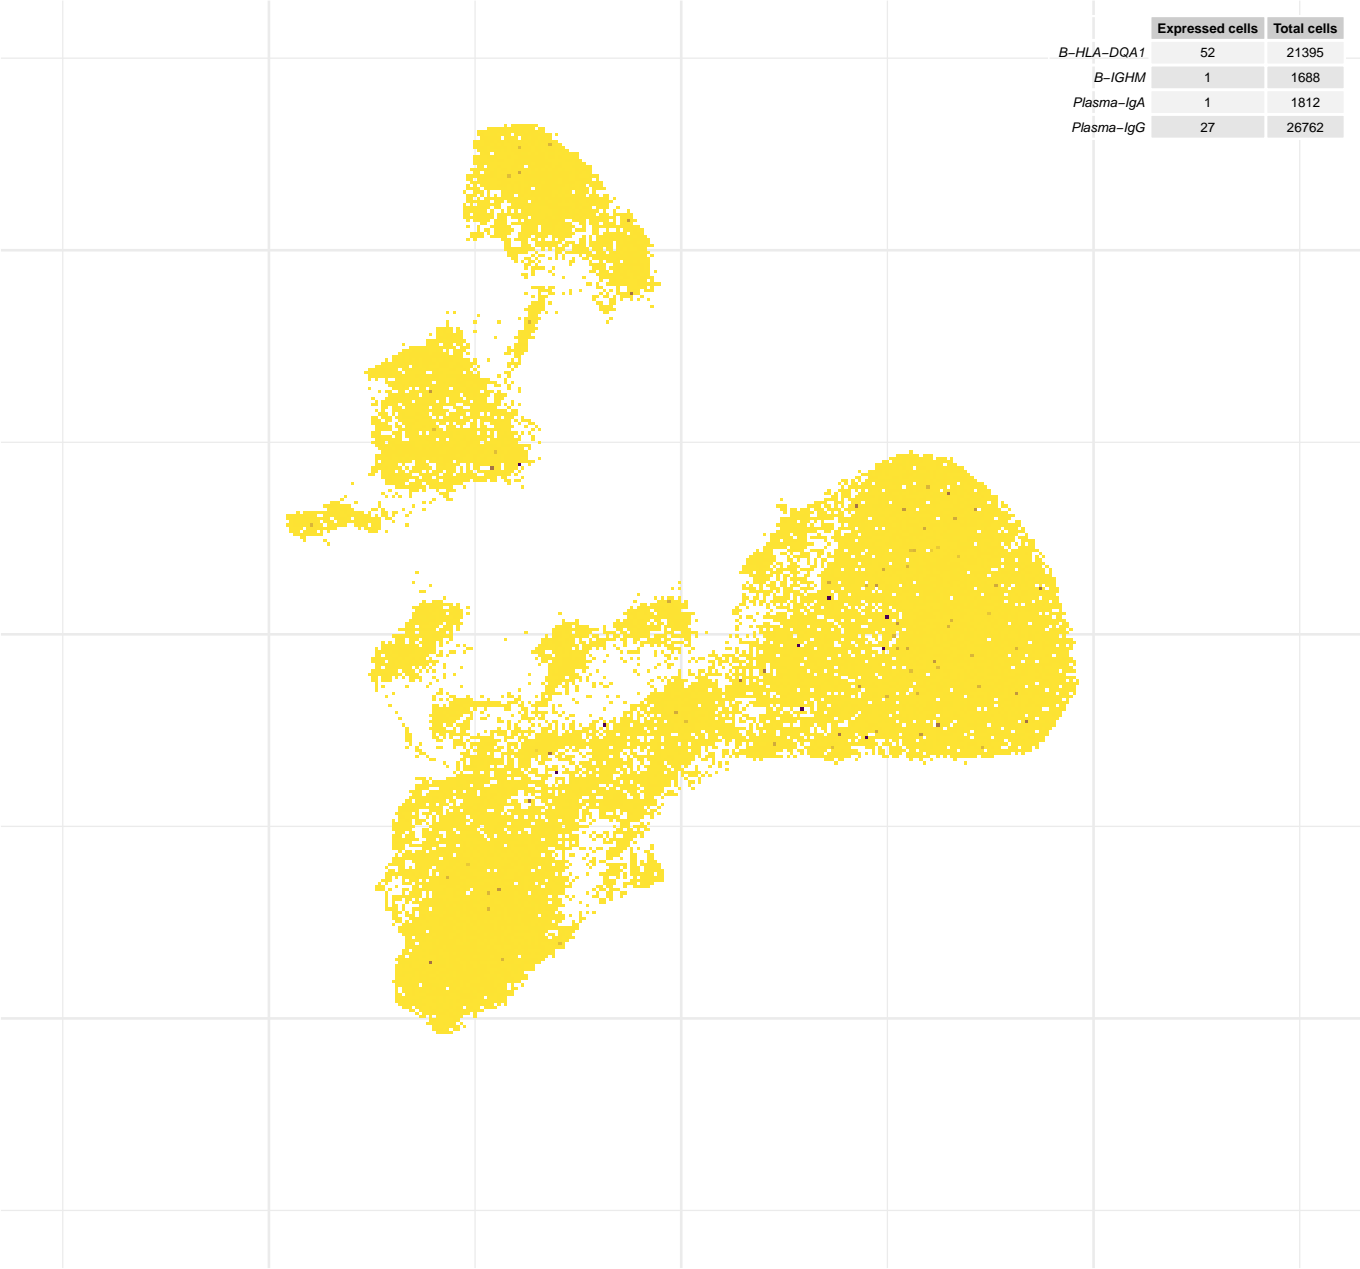 Expressed cells Total cells
B−HLA−DQA1 52 21395
B−IGHM 1 1688
Plasma−IgA 1 1812
Plasma−IgG 27 26762